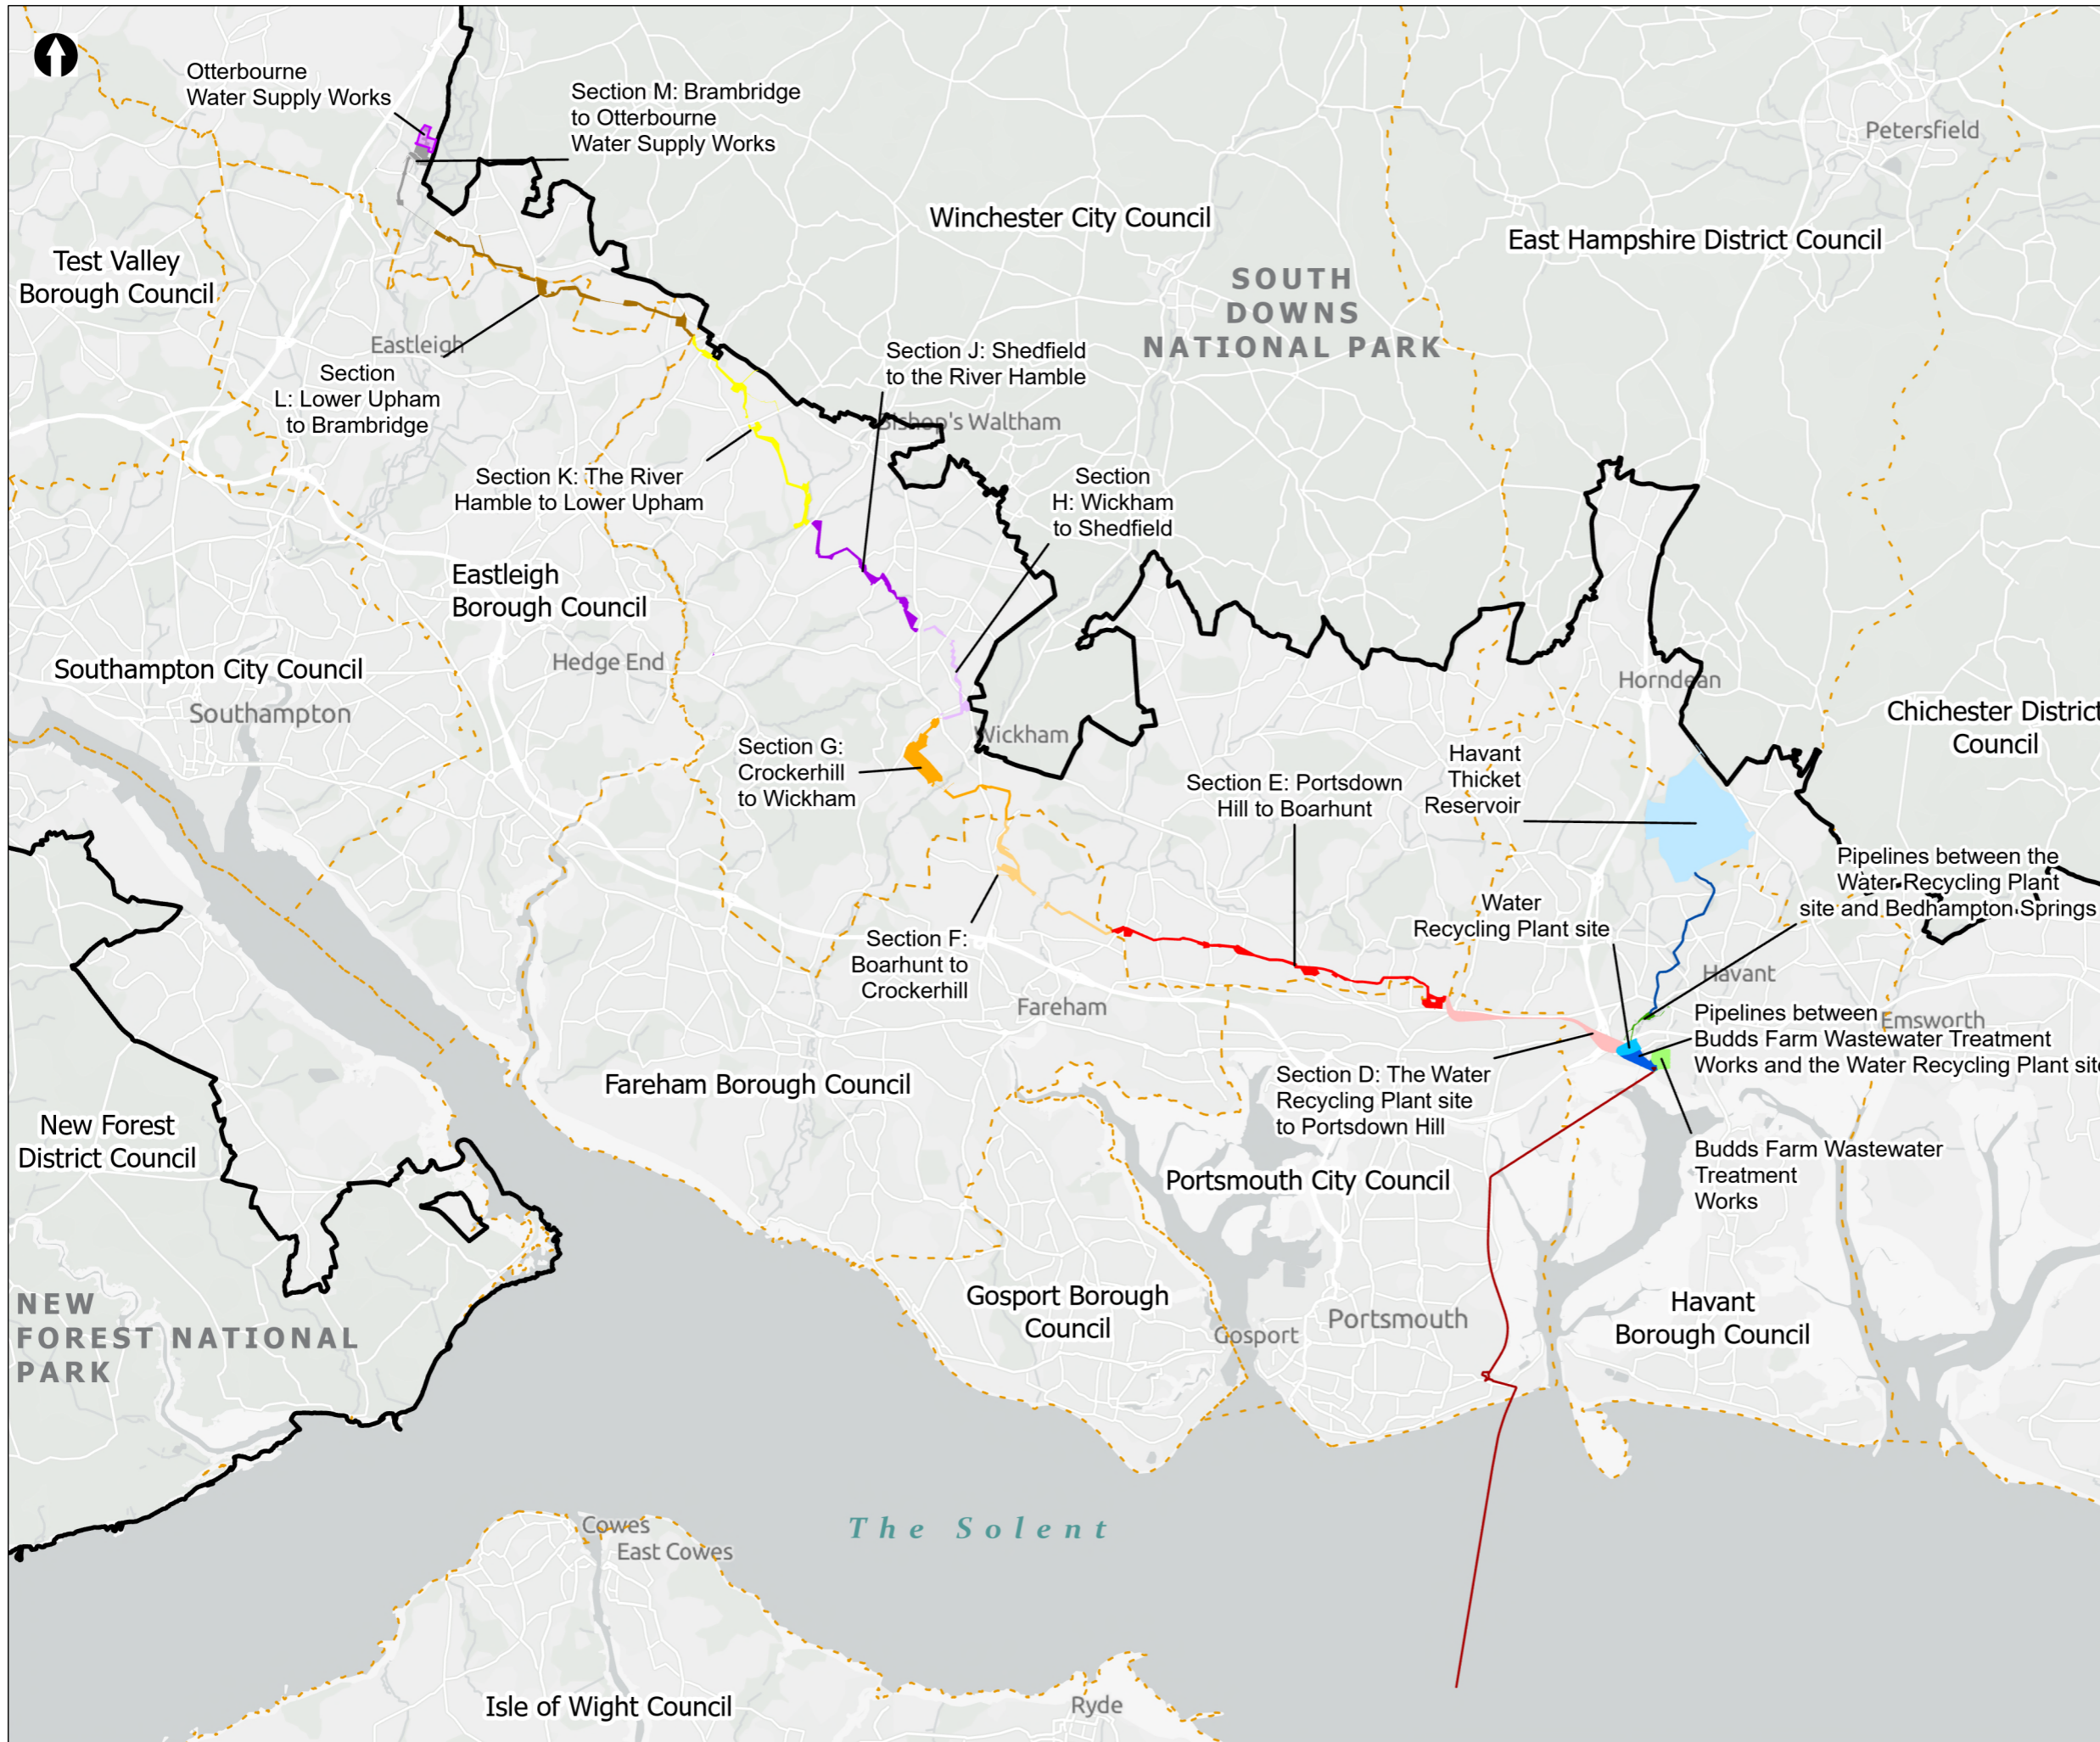 Otterbourne
Water Supply Works
Section M: Brambridge
to Otterbourne
Water Supply Works
Petersfield
Winchester City Council
East Hampshire District Council
Test Valley
Borough Council
SOUTH
DOWNS
NATIONAL PARK
Eastleigh
Section
L: Lower Upham
to Brambridge
Section J: Shedfield
to the River Hamble
Bishop's Waltham
Section K: The River
Hamble to Lower Upham
Section
H: Wickham
to Shedfield
Eastleigh
Borough Council
Hedge End
Southampton City Council
Southampton
Horndean
Chichester District
Council
Wickham
Section G:
Crockerhill
to Wickham
Section E: Portsdown
Hill to Boarhunt
Havant
Thicket
Reservoir
Pipelines between the
Water Recycling Plant
site and Bedhampton Springs
Water
Recycling Plant site
Section F:
Boarhunt to
Crockerhill
Fareham
Havant
Emsworth
Pipelines between
Budds Farm Wastewater Treatment
Works and the Water Recycling Plant site
Fareham Borough Council
Section D: The Water
Recycling Plant site
to Portsdown Hill
New Forest
District Council
Budds Farm Wastewater
Treatment
Works
Portsmouth City Council
NEW
FOREST NATIONAL
PARK
Gosport Borough
Council
Gosport
Portsmouth
Havant
Borough Council
The Solent
Cowes
East Cowes
Isle of Wight Council
Ryde